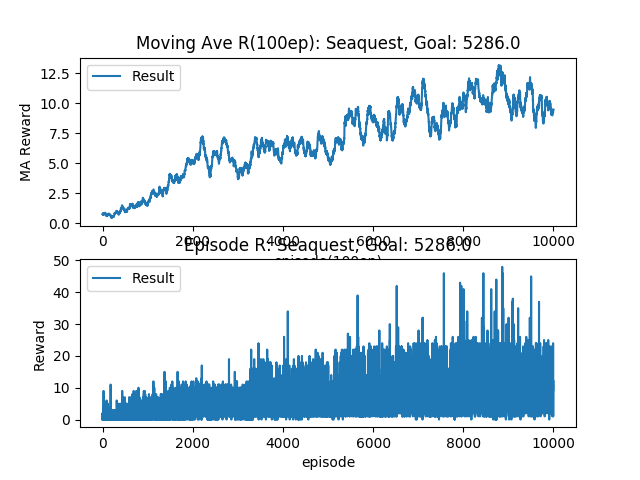 Moving Ave R(100ep): Seaquest, Goal: 5286.0
Result
12.5
10.0
7.5
5.0
2.5
0.0
MA Reward
0 2000 4000 6000 8000 10000
episode(100ep)
Episode R: Seaquest, Goal: 5286.0
Result
50
40
30
20
10
0
Reward
0 2000 4000 6000 8000 10000
episode